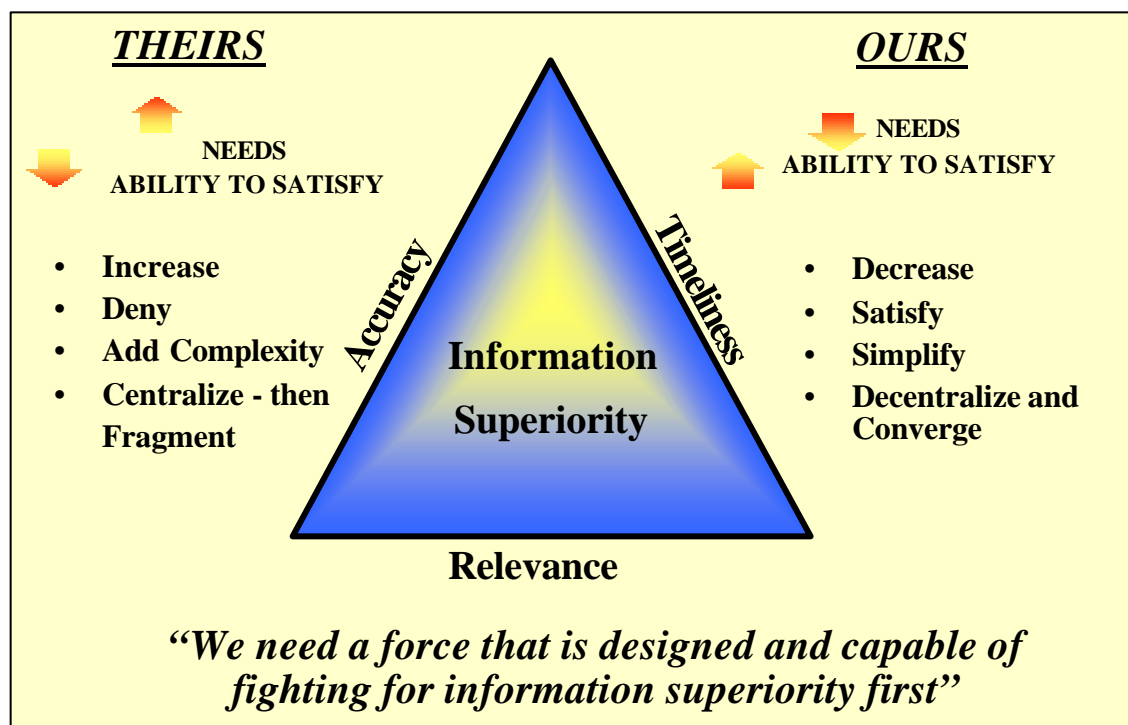 THEIRS
NEEDS
ABILITY TO SATISFY
• Increase
• Deny
• Add Complexity
• Centralize - then
Fragment
Accuracy
Timeliness
Information
Superiority
Relevance
OURS
NEEDS
ABILITY TO SATISFY
• Decrease
• Satisfy
• Simplify
• Decentralize and
Converge
“We need a force that is designed and capable of
fighting for information superiority first”